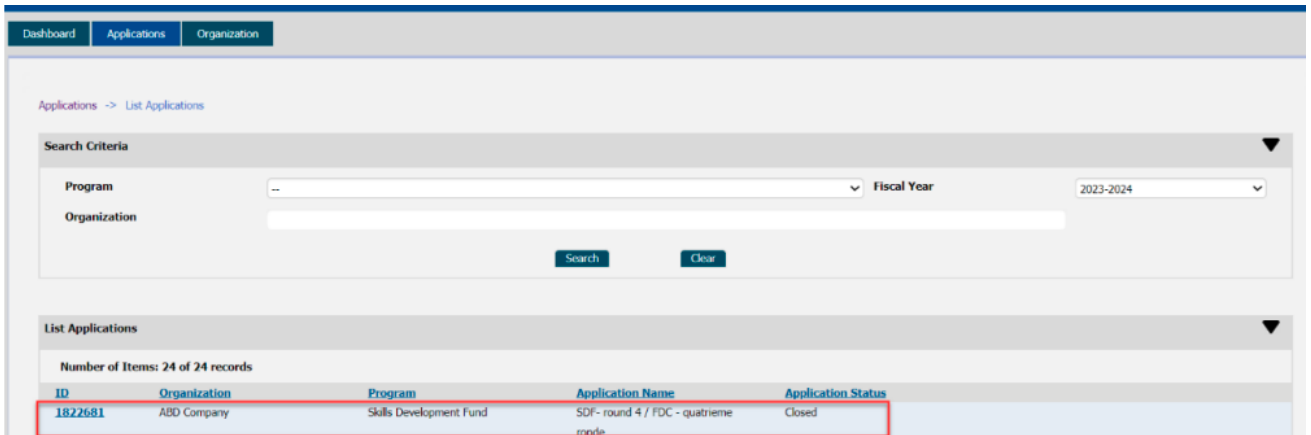 Dashboard Applications Organization
Applications -> List Applications
Search Criteria
Program -- Fiscal Year 2023-2024
Organization
Search Clear
List Applications
Number of Items: 24 of 24 records
ID Organization Program Application Name Application Status
1822681 ABD Company Skills Development Fund SDF- round 4 / FDC - quatrieme Closed
ronde